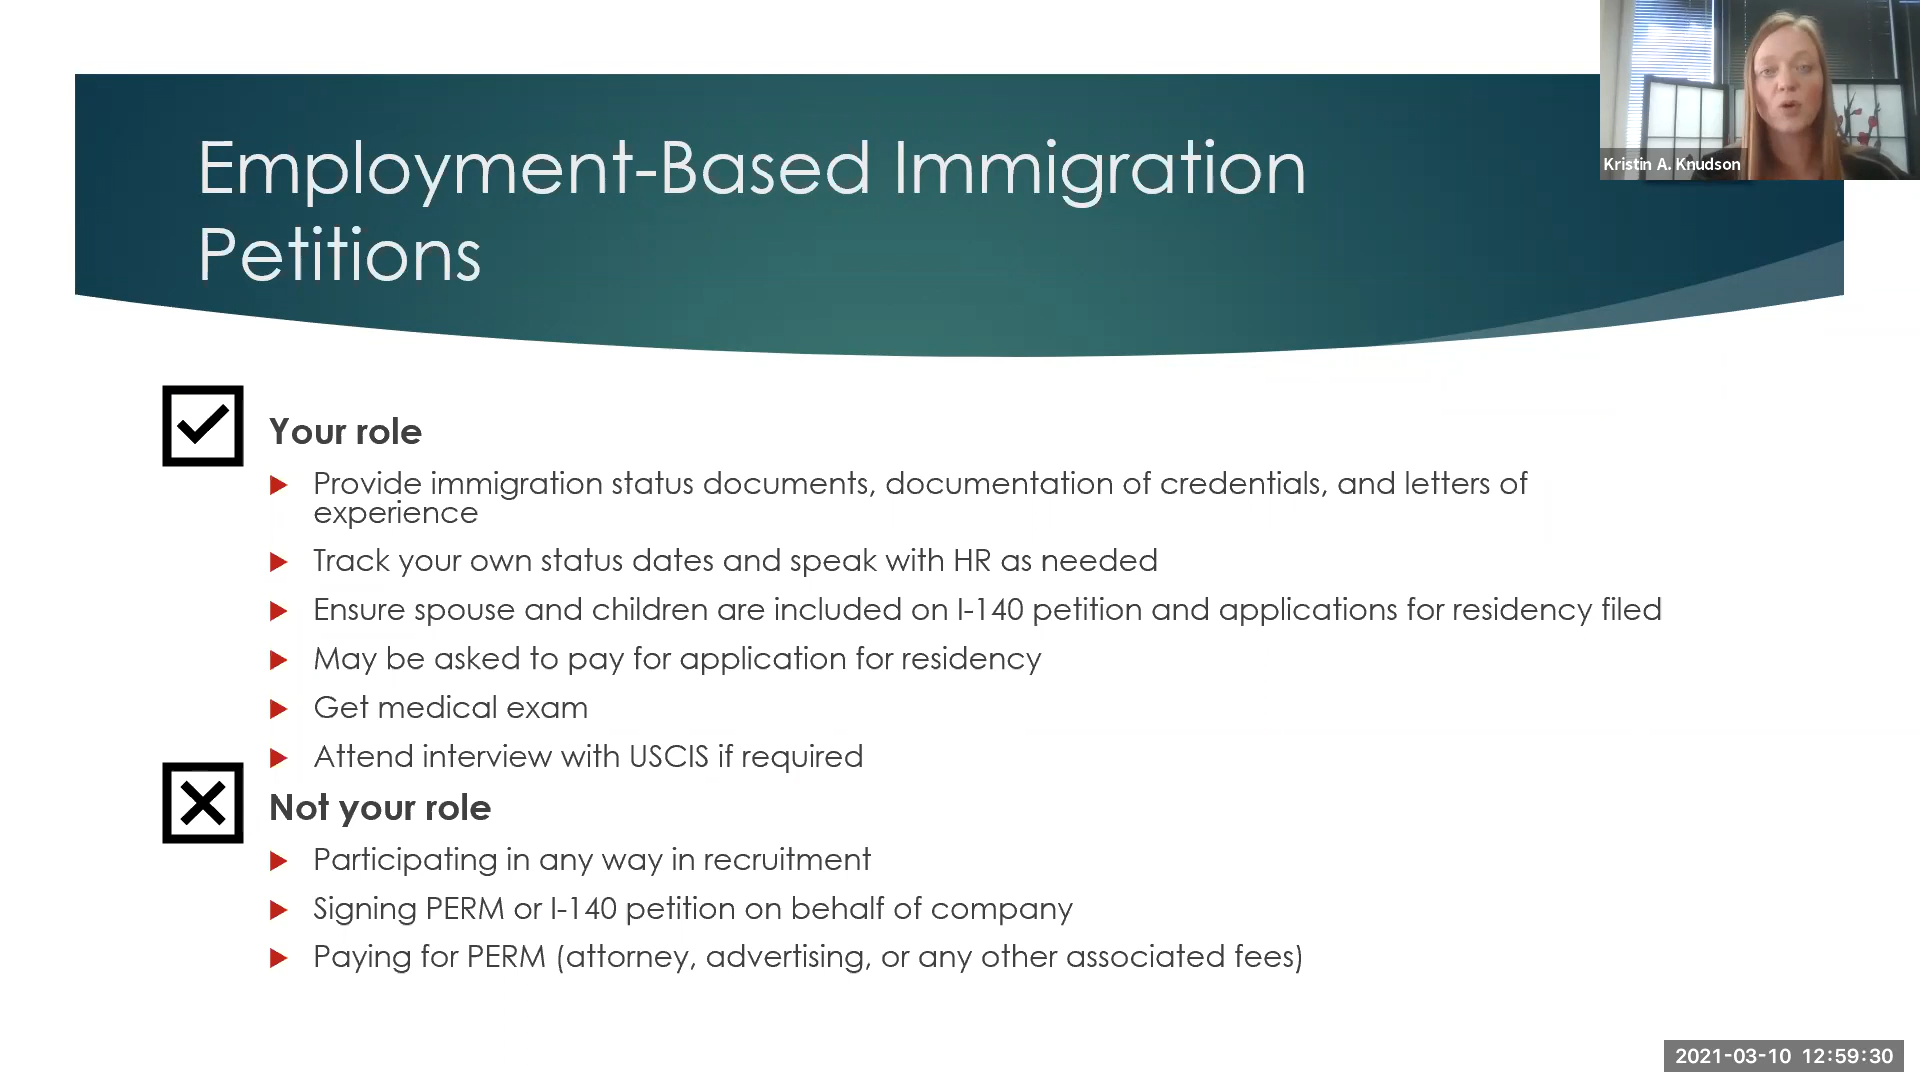 Kristin A. Knudson
Employment-Based Immigration
Petitions
Your role
Provide immigration status documents, documentation of credentials, and letters of
experience
Track your own status dates and speak with HR as needed
Ensure spouse and children are included on I-140 petition and applications for residency filed
May be asked to pay for application for residency
Get medical exam
Attend interview with USCIS if required
Not your role
Participating in any way in recruitment
Signing PERM or I-140 petition on behalf of company
Paying for PERM (attorney, advertising, or any other associated fees)
2021-03-10 12:59:30